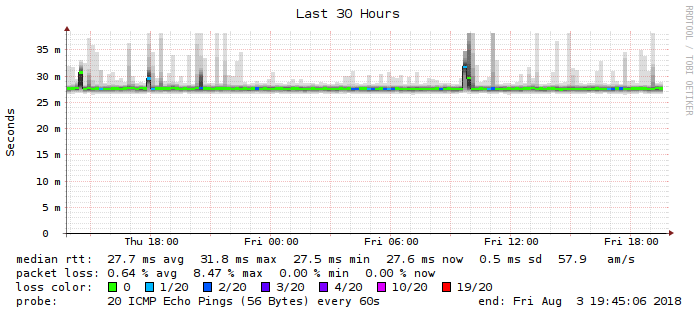 Last 30 Hours
RRDTOOL / TOBI OETIKER
Seconds
35 m
30 m
25 m
20 m
15 m
10 m
5 m
0
Thu 18:00 Fri 00:00 Fri 06:00 Fri 12:00 Fri 18:00
median rtt: 27.7 ms avg 31.8 ms max 27.5 ms min 27.6 ms now 0.5 ms sd 57.9 am/s
packet loss: 0.64 % avg 8.47 % max 0.00 % min 0.00 % now
loss color: 0 1/20 2/20 3/20 4/20 10/20 19/20
probe: 20 ICMP Echo Pings (56 Bytes) every 60s end: Fri Aug 3 19:45:06 2018